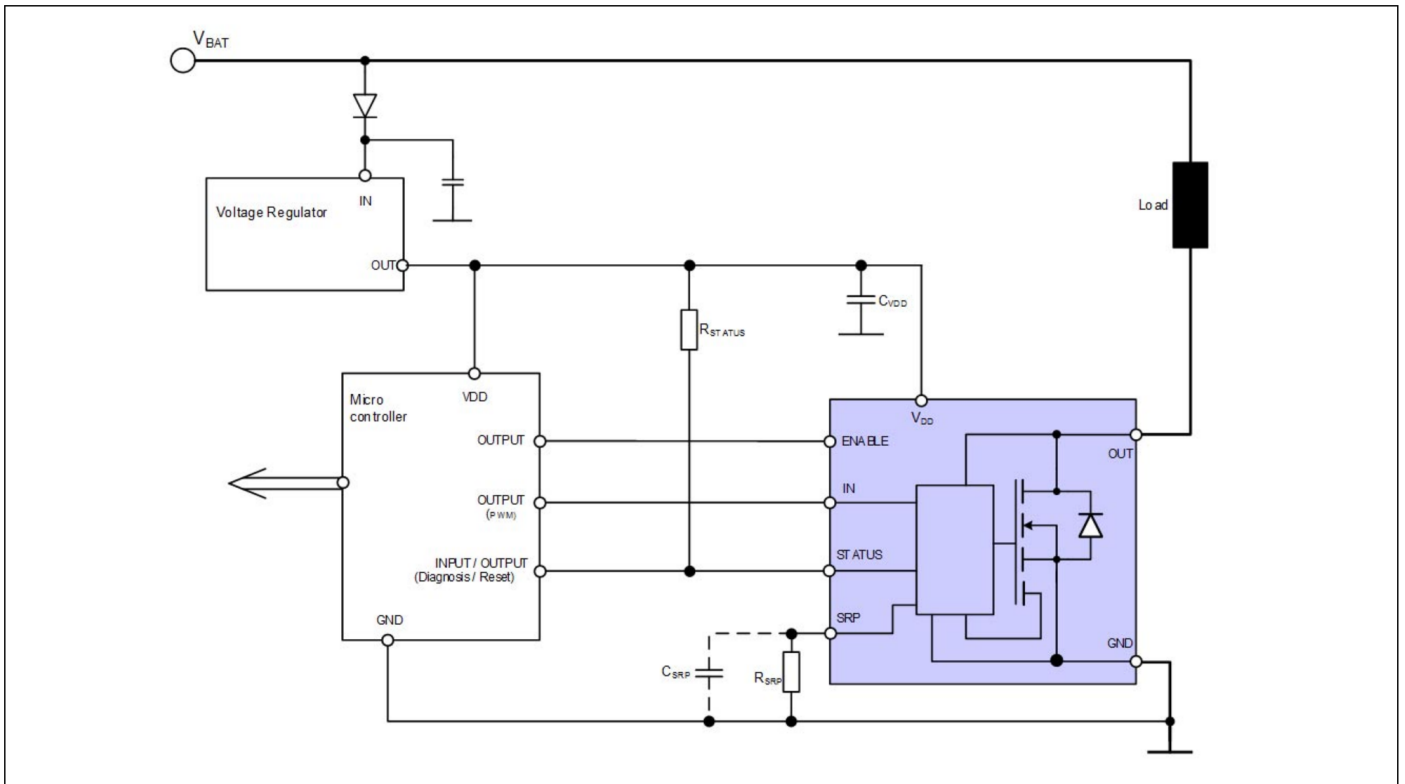 VBAT
IN
Voltage Regulator
OUT
Load
CVDD
RSTATUS
VDD
Micro
controller
VDD
OUTPUT
ENABLE
OUT
OUTPUT
(PWM)
IN
INPUT / OUTPUT
(Diagnosis / Reset)
STATUS
GND
SRP
GND
CSRP
RSRP